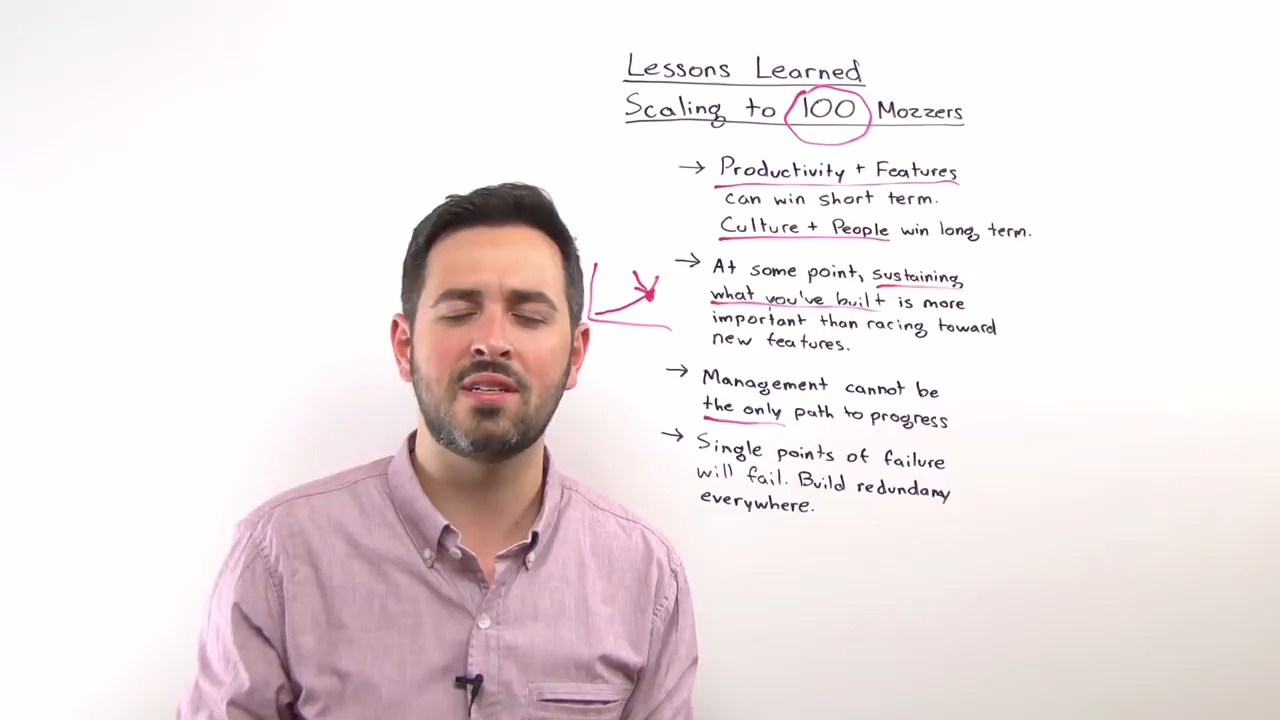 Lessons Learned
Scaling to 100 Mozzers
→ Productivity + Features
can win short term.
Culture + People win long term.
→ At some point, sustaining
what you've built is more
important than racing toward
new features.
→ Management cannot be
the only path to progress
→ Single points of failure
will fail. Build redundany
everywhere.